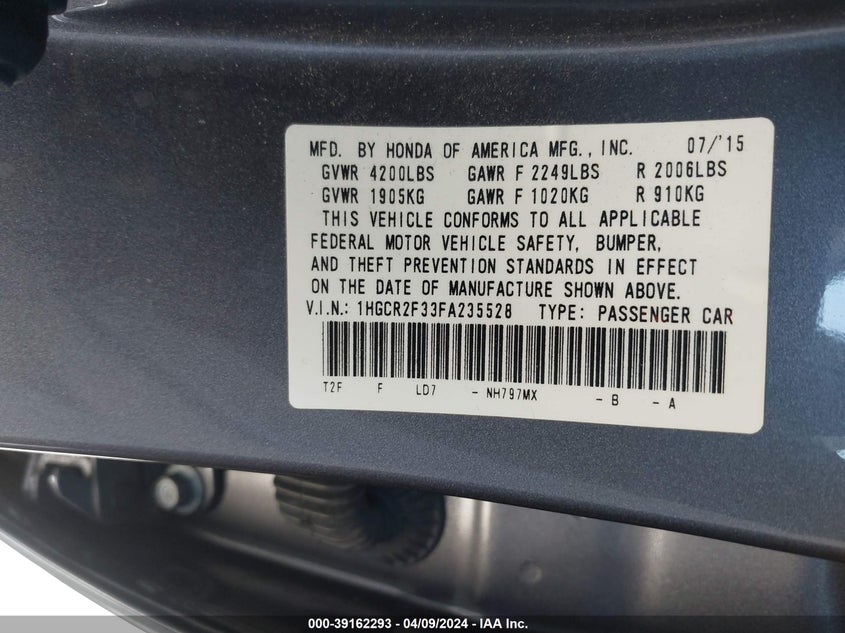 MFD. BY HONDA OF AMERICA MFG., INC. 07/'15
GVWR 4200LBS GAWR F 2249LBS R 2006LBS
GVWR 1905KG GAWR F 1020KG R 910KG
THIS VEHICLE CONFORMS TO ALL APPLICABLE
FEDERAL MOTOR VEHICLE SAFETY, BUMPER,
AND THEFT PREVENTION STANDARDS IN EFFECT
ON THE DATE OF MANUFACTURE SHOWN ABOVE.
V.I.N.: 1HGCR2F33FA235528 TYPE: PASSENGER CAR
T2F F LD7 - NH797MX - B - A
000-39162293 - 04/09/2024 - IAA Inc.